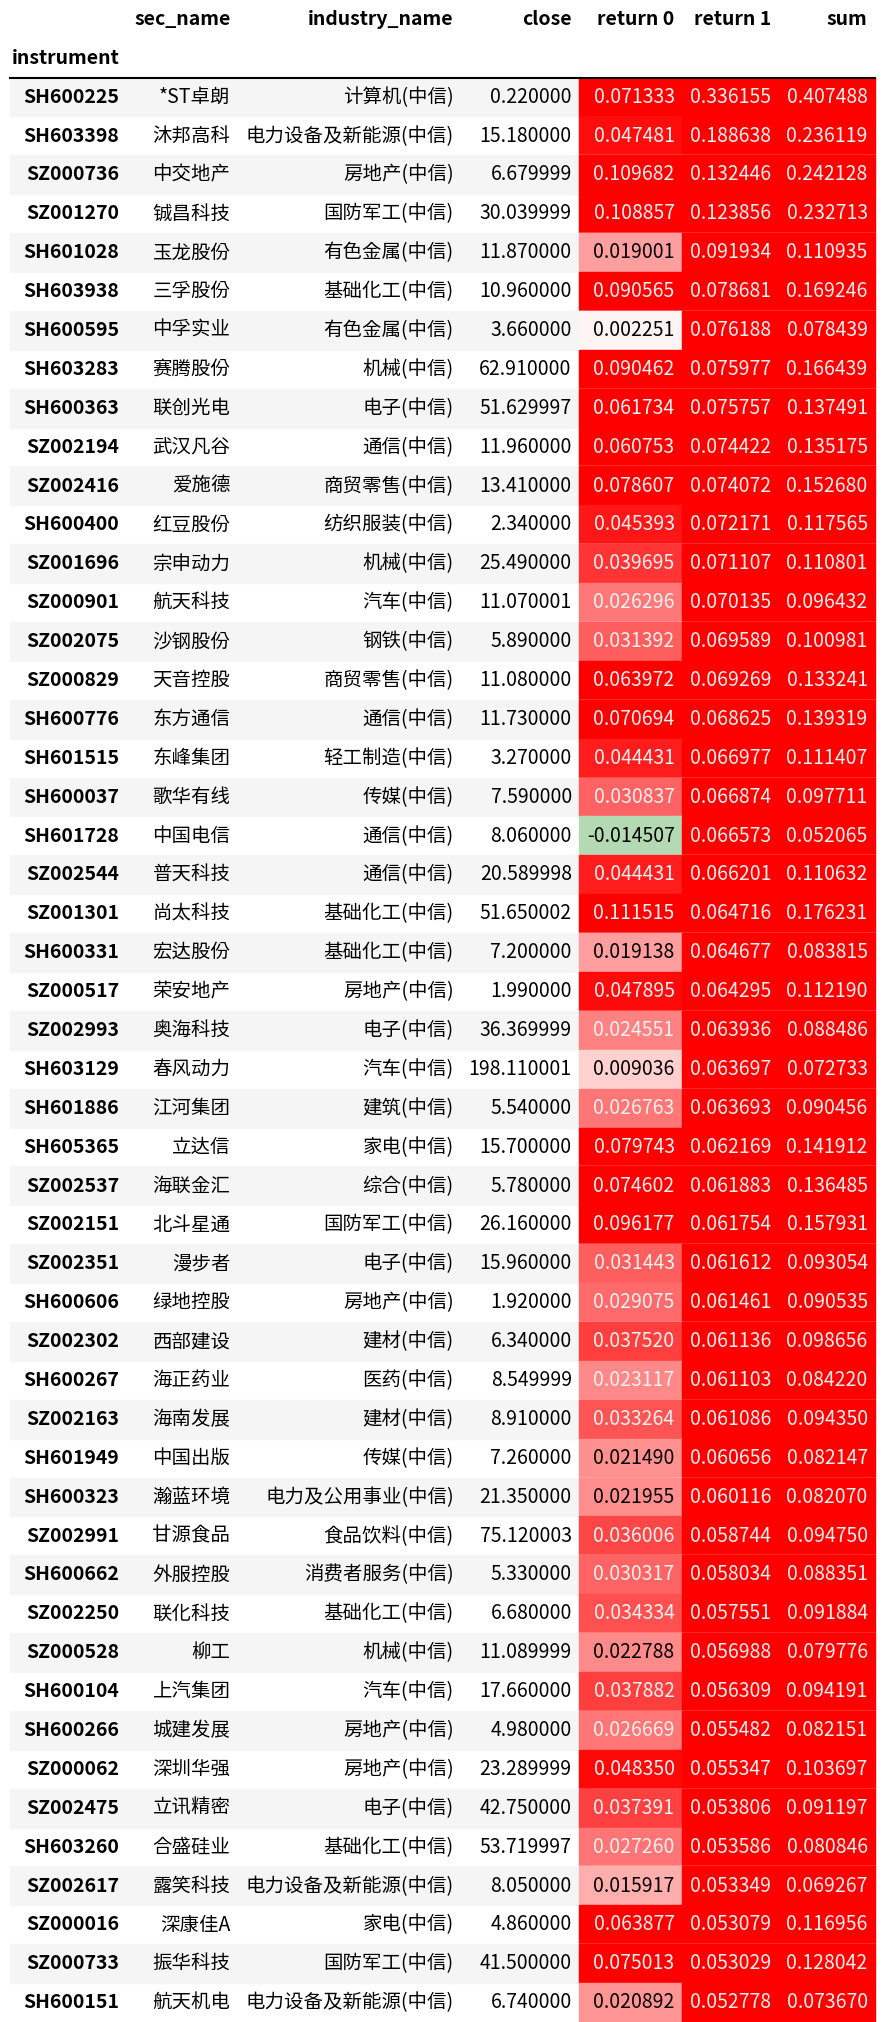 sec_name industry_name close return 0 return 1 sum
instrument
SH600225 *ST卓朗 计算机(中信) 0.220000 0.071333 0.336155 0.407488
SH603398 沐邦高科 电力设备及新能源(中信) 15.180000 0.047481 0.188638 0.236119
SZ000736 中交地产 房地产(中信) 6.679999 0.109682 0.132446 0.242128
SZ001270 铖昌科技 国防军工(中信) 30.039999 0.108857 0.123856 0.232713
SH601028 玉龙股份 有色金属(中信) 11.870000 0.019001 0.091934 0.110935
SH603938 三孚股份 基础化工(中信) 10.960000 0.090565 0.078681 0.169246
SH600595 中孚实业 有色金属(中信) 3.660000 0.002251 0.076188 0.078439
SH603283 赛腾股份 机械(中信) 62.910000 0.090462 0.075977 0.166439
SH600363 联创光电 电子(中信) 51.629997 0.061734 0.075757 0.137491
SZ002194 武汉凡谷 通信(中信) 11.960000 0.060753 0.074422 0.135175
SZ002416 爱施德 商贸零售(中信) 13.410000 0.078607 0.074072 0.152680
SH600400 红豆股份 纺织服装(中信) 2.340000 0.045393 0.072171 0.117565
SZ001696 宗申动力 机械(中信) 25.490000 0.039695 0.071107 0.110801
SZ000901 航天科技 汽车(中信) 11.070001 0.026296 0.070135 0.096432
SZ002075 沙钢股份 钢铁(中信) 5.890000 0.031392 0.069589 0.100981
SZ000829 天音控股 商贸零售(中信) 11.080000 0.063972 0.069269 0.133241
SH600776 东方通信 通信(中信) 11.730000 0.070694 0.068625 0.139319
SH601515 东峰集团 轻工制造(中信) 3.270000 0.044431 0.066977 0.111407
SH600037 歌华有线 传媒(中信) 7.590000 0.030837 0.066874 0.097711
SH601728 中国电信 通信(中信) 8.060000 -0.014507 0.066573 0.052065
SZ002544 普天科技 通信(中信) 20.589998 0.044431 0.066201 0.110632
SZ001301 尚太科技 基础化工(中信) 51.650002 0.111515 0.064716 0.176231
SH600331 宏达股份 基础化工(中信) 7.200000 0.019138 0.064677 0.083815
SZ000517 荣安地产 房地产(中信) 1.990000 0.047895 0.064295 0.112190
SZ002993 奥海科技 电子(中信) 36.369999 0.024551 0.063936 0.088486
SH603129 春风动力 汽车(中信) 198.110001 0.009036 0.063697 0.072733
SH601886 江河集团 建筑(中信) 5.540000 0.026763 0.063693 0.090456
SH605365 立达信 家电(中信) 15.700000 0.079743 0.062169 0.141912
SZ002537 海联金汇 综合(中信) 5.780000 0.074602 0.061883 0.136485
SZ002151 北斗星通 国防军工(中信) 26.160000 0.096177 0.061754 0.157931
SZ002351 漫步者 电子(中信) 15.960000 0.031443 0.061612 0.093054
SH600606 绿地控股 房地产(中信) 1.920000 0.029075 0.061461 0.090535
SZ002302 西部建设 建材(中信) 6.340000 0.037520 0.061136 0.098656
SH600267 海正药业 医药(中信) 8.549999 0.023117 0.061103 0.084220
SZ002163 海南发展 建材(中信) 8.910000 0.033264 0.061086 0.094350
SH601949 中国出版 传媒(中信) 7.260000 0.021490 0.060656 0.082147
SH600323 瀚蓝环境 电力及公用事业(中信) 21.350000 0.021955 0.060116 0.082070
SZ002991 甘源食品 食品饮料(中信) 75.120003 0.036006 0.058744 0.094750
SH600662 外服控股 消费者服务(中信) 5.330000 0.030317 0.058034 0.088351
SZ002250 联化科技 基础化工(中信) 6.680000 0.034334 0.057551 0.091884
SZ000528 柳工 机械(中信) 11.089999 0.022788 0.056988 0.079776
SH600104 上汽集团 汽车(中信) 17.660000 0.037882 0.056309 0.094191
SH600266 城建发展 房地产(中信) 4.980000 0.026669 0.055482 0.082151
SZ000062 深圳华强 房地产(中信) 23.289999 0.048350 0.055347 0.103697
SZ002475 立讯精密 电子(中信) 42.750000 0.037391 0.053806 0.091197
SH603260 合盛硅业 基础化工(中信) 53.719997 0.027260 0.053586 0.080846
SZ002617 露笑科技 电力设备及新能源(中信) 8.050000 0.015917 0.053349 0.069267
SZ000016 深康佳A 家电(中信) 4.860000 0.063877 0.053079 0.116956
SZ000733 振华科技 国防军工(中信) 41.500000 0.075013 0.053029 0.128042
SH600151 航天机电 电力设备及新能源(中信) 6.740000 0.020892 0.052778 0.073670